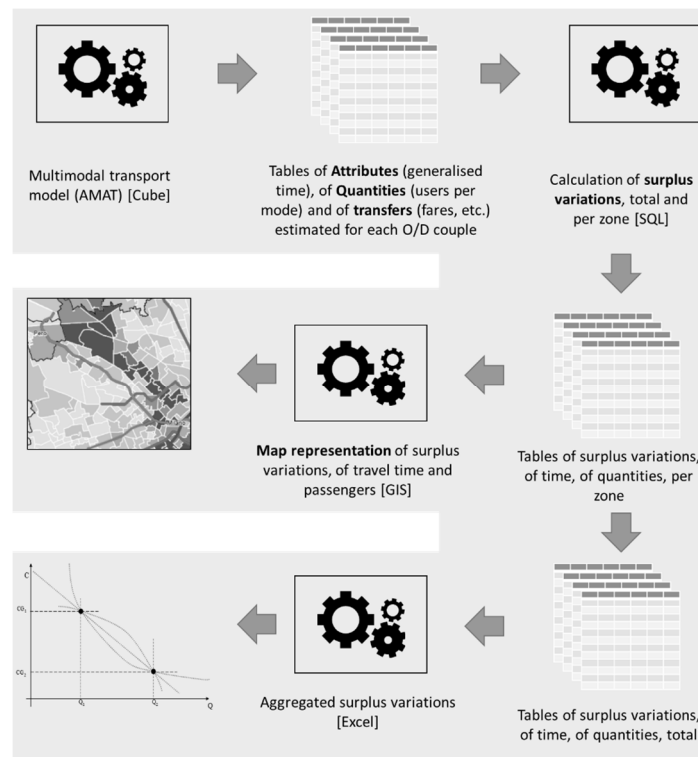 Multimodal transport
model (AMAT) [Cube]
Tables of Attributes (generalised
time), of Quantities (users per
mode) and of transfers (fares, etc.)
estimated for each O/D couple
Calculation of surplus
variations, total and
per zone [SQL]
Map representation of surplus
variations, of travel time and
passengers [GIS]
Tables of surplus variations,
of time, of quantities, per
zone
C
Q₁
Q₂
Q
Aggregated surplus variations
[Excel]
Tables of surplus variations,
of time, of quantities, total